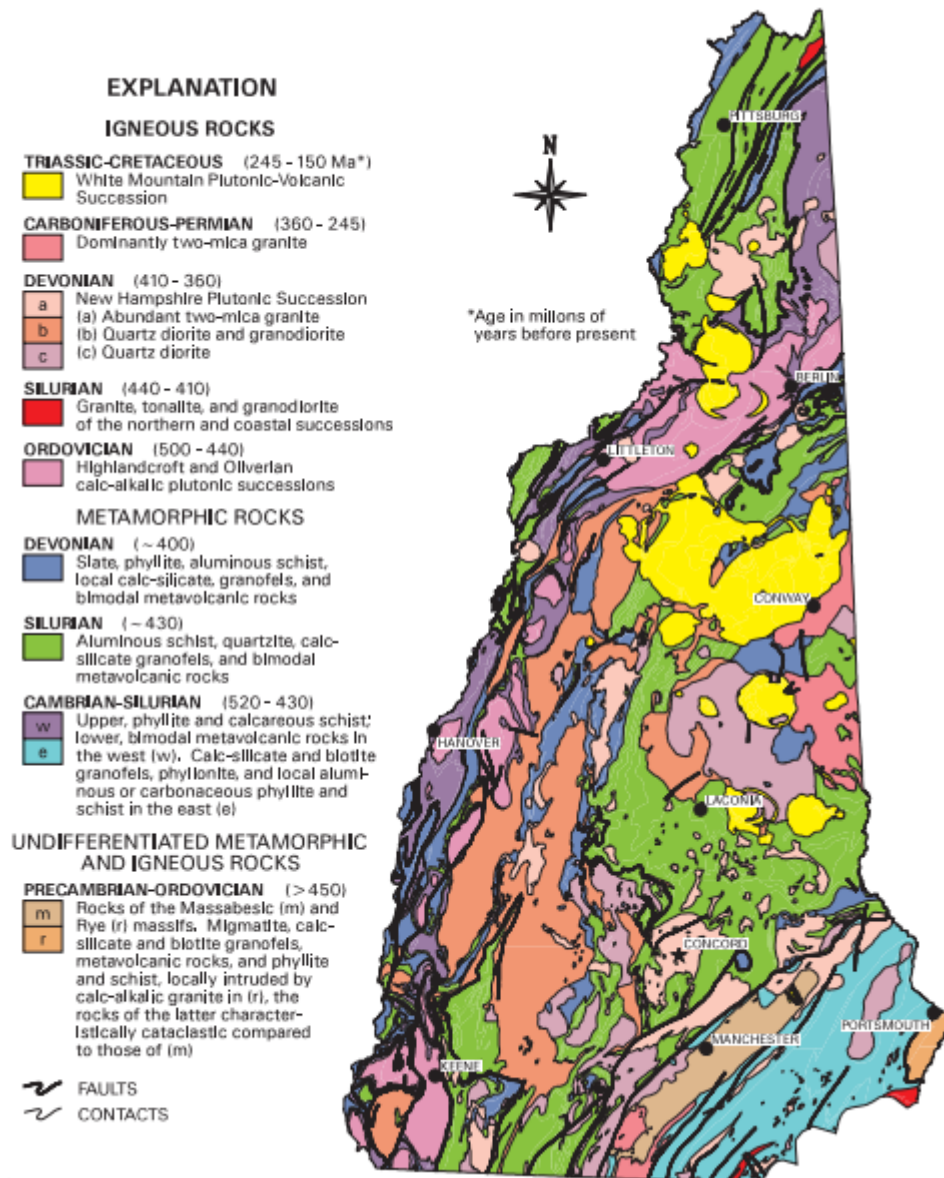 EXPLANATION
IGNEOUS ROCKS
TRIASSIC-CRETACEOUS (245 - 150 Ma*)
White Mountain Plutonic-Volcanic
Succession
CARBONIFEROUS-PERMIAN (360 - 245)
Dominantly two-mica granite
DEVONIAN (410 - 360)
New Hampshire Plutonic Succession
a (a) Abundant two-mica granite
b (b) Quartz diorite and granodiorite
c (c) Quartz diorite
SILURIAN (440 - 410)
Granite, tonalite, and granodiorite
of the northern and coastal successions
ORDOVICIAN (500 - 440)
Highlandcroft and Oliverian
calc-alkalic plutonic successions
METAMORPHIC ROCKS
DEVONIAN (~400)
Slate, phyllite, aluminous schist,
local calc-silicate, granofels, and
bimodal metavolcanic rocks
SILURIAN (~430)
Aluminous schist, quartzite, calc-
silicate granofels, and bimodal
metavolcanic rocks
CAMBRIAN-SILURIAN (520 - 430)
w Upper, phyllite and calcareous schist;
lower, bimodal metavolcanic rocks in
e the west (w). Calc-silicate and biotite
granofels, phyllonite, and local alumi-
nous or carbonaceous phyllite and
schist in the east (e)
UNDIFFERENTIATED METAMORPHIC
AND IGNEOUS ROCKS
PRECAMBRIAN-ORDOVICIAN (>450)
m Rocks of the Massabesic (m) and
r Rye (r) massifs. Migmatite, calc-
silicate and biotite granofels,
metavolcanic rocks, and phyllite
and schist, locally intruded by
calc-alkalic granite in (r), the
rocks of the latter character-
istically cataclastic compared
to those of (m)
FAULTS
CONTACTS
N
*Age in millons of
years before present
PITTSBURG
BERLIN
LITTLETON
CONWAY
HANOVER
LACONIA
CONCORD
PORTSMOUTH
MANCHESTER
KEENE